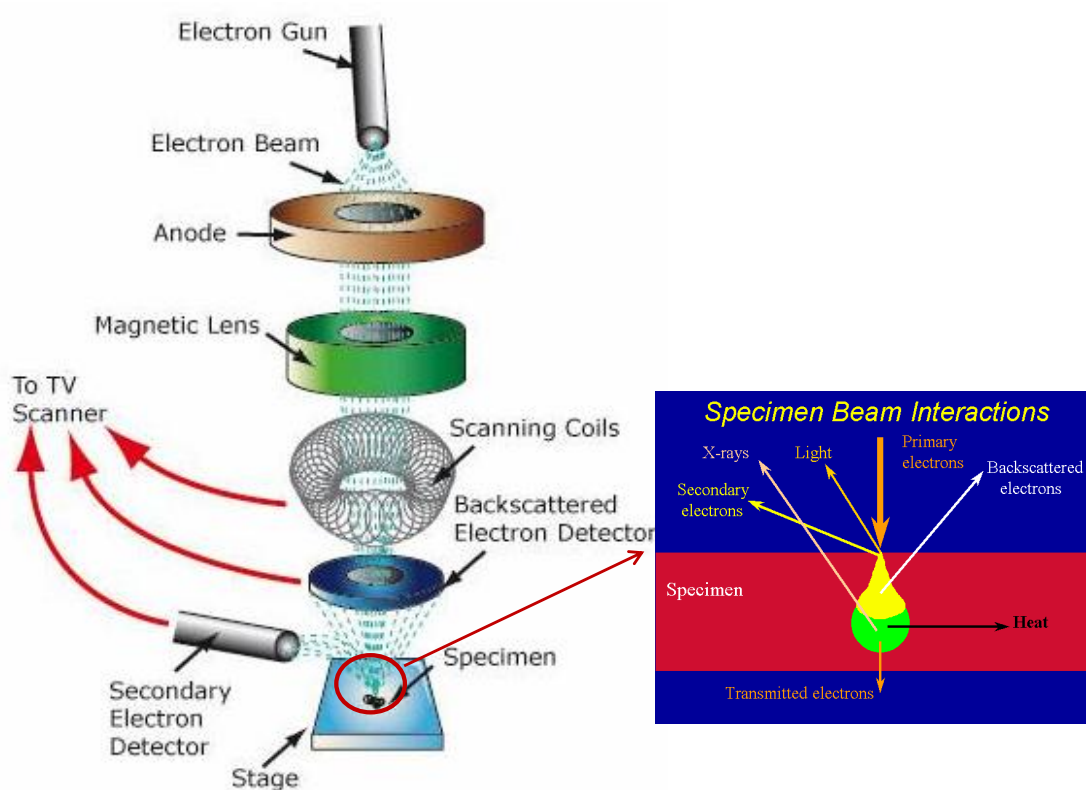 Electron Gun
Electron Beam
Anode
Magnetic Lens
To TV
Scanner
Scanning Coils
Backscattered
Electron Detector
Specimen
Secondary
Electron
Detector
Stage
Specimen Beam Interactions
X-rays
Light
Primary
electrons
Backscattered
electrons
Secondary
electrons
Specimen
Heat
Transmitted electrons